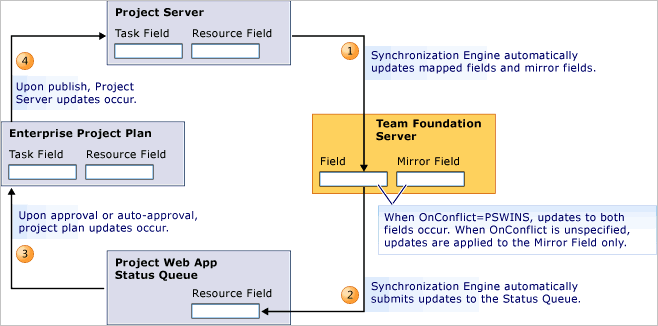 Project Server
Task Field Resource Field
1
Synchronization Engine automatically
updates mapped fields and mirror fields.
4
Upon publish, Project
Server updates occur.
Enterprise Project Plan
Task Field Resource Field
Team Foundation
Server
Field Mirror Field
When OnConflict=PSWINS, updates to both
fields occur. When OnConflict is unspecified,
updates are applied to the Mirror Field only.
Upon approval or auto-approval,
project plan updates occur.
3
Project Web App
Status Queue
Resource Field
2
Synchronization Engine automatically
submits updates to the Status Queue.